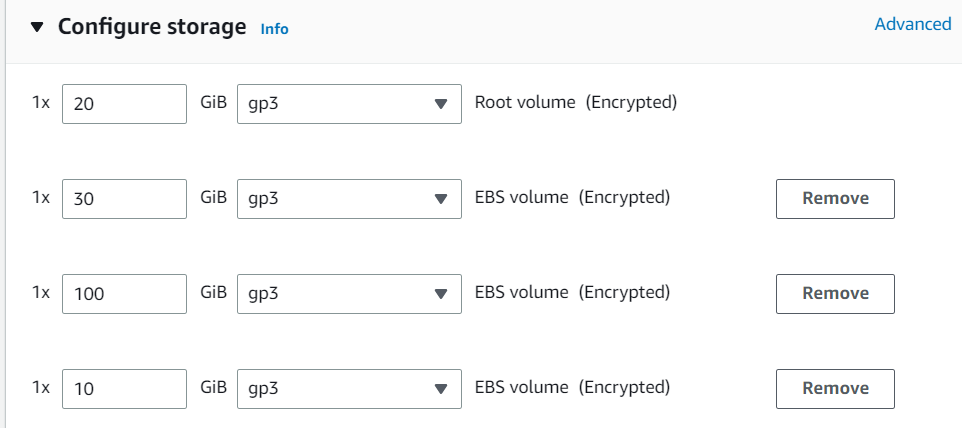 Configure storage Info Advanced
1x 20 GiB gp3 Root volume (Encrypted)
1x 30 GiB gp3 EBS volume (Encrypted) Remove
1x 100 GiB gp3 EBS volume (Encrypted) Remove
1x 10 GiB gp3 EBS volume (Encrypted) Remove